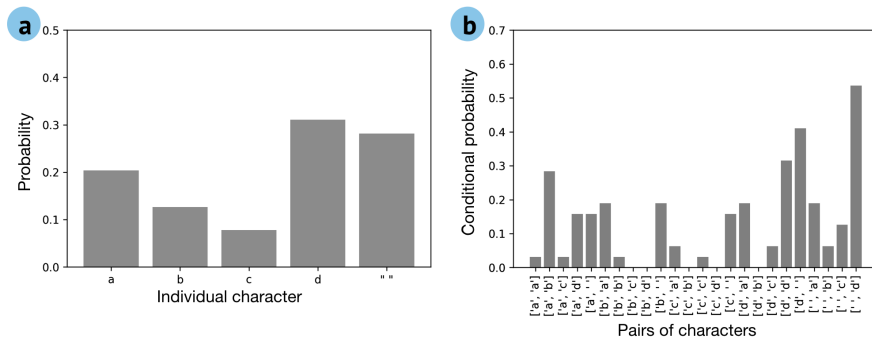 a
0.5
0.4
0.3
0.2
0.1
0.0
Probability
a b c d " "
Individual character
b
0.7
0.6
0.5
0.4
0.3
0.2
0.1
0.0
Conditional probability
['a', 'a']
['a', 'b']
['a', 'c']
['a', 'd']
['a', ' ']
['b', 'a']
['b', 'b']
['b', 'c']
['b', 'd']
['b', ' ']
['c', 'a']
['c', 'b']
['c', 'c']
['c', 'd']
['c', ' ']
['d', 'a']
['d', 'b']
['d', 'c']
['d', 'd']
['d', ' ']
[' ', 'a']
[' ', 'b']
[' ', 'c']
[' ', 'd']
Pairs of characters